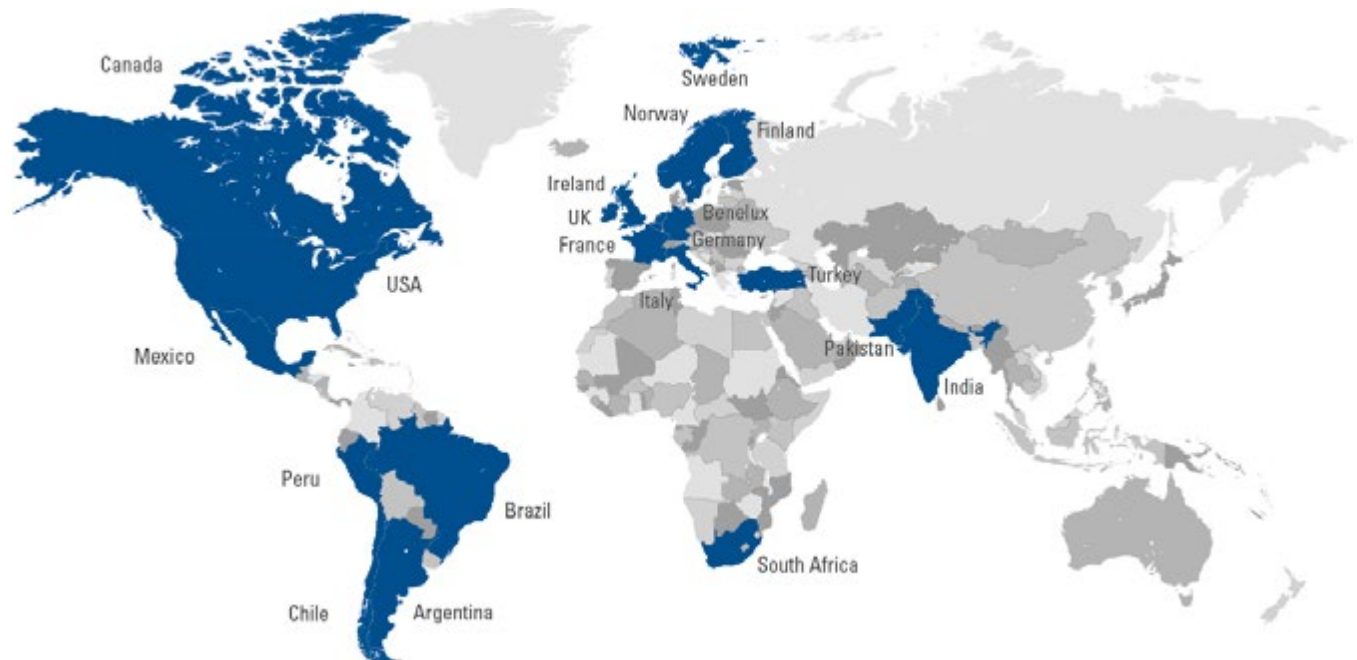 Canada
Sweden
Norway
Finland
Ireland
Benelux
UK
France
Germany
Turkey
USA
Italy
Mexico
Pakistan
India
Peru
Brazil
South Africa
Chile
Argentina